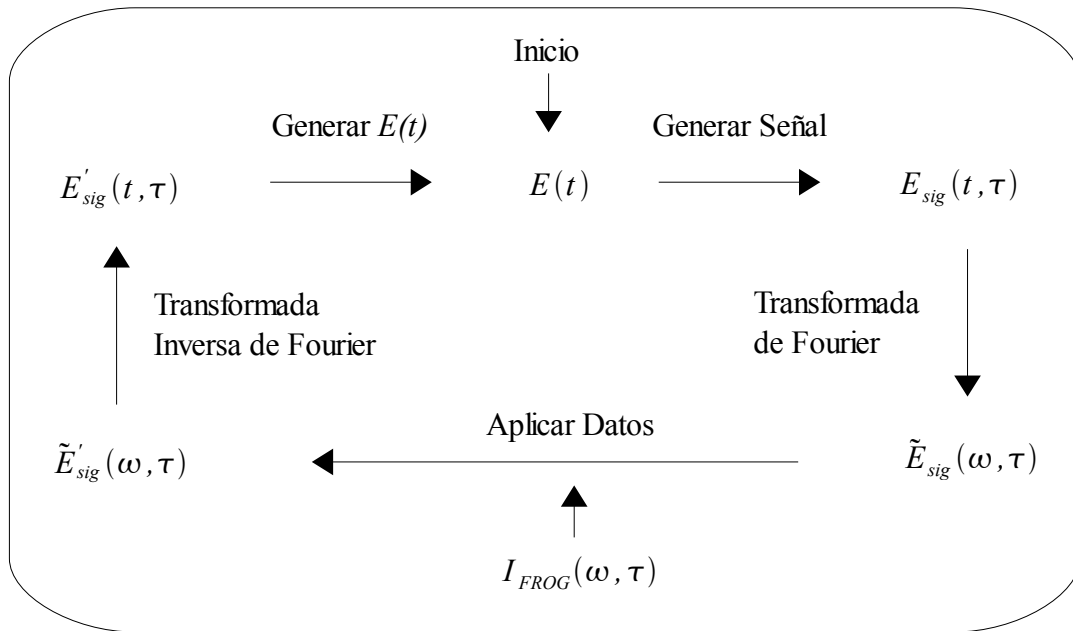 Inicio
Generar E(t)
Generar Señal
E'sig(t,τ)
E(t)
Esig(t,τ)
Transformada
Inversa de Fourier
Transformada
de Fourier
Aplicar Datos
Ẽ'sig(ω,τ)
Ẽsig(ω,τ)
IFROG(ω,τ)